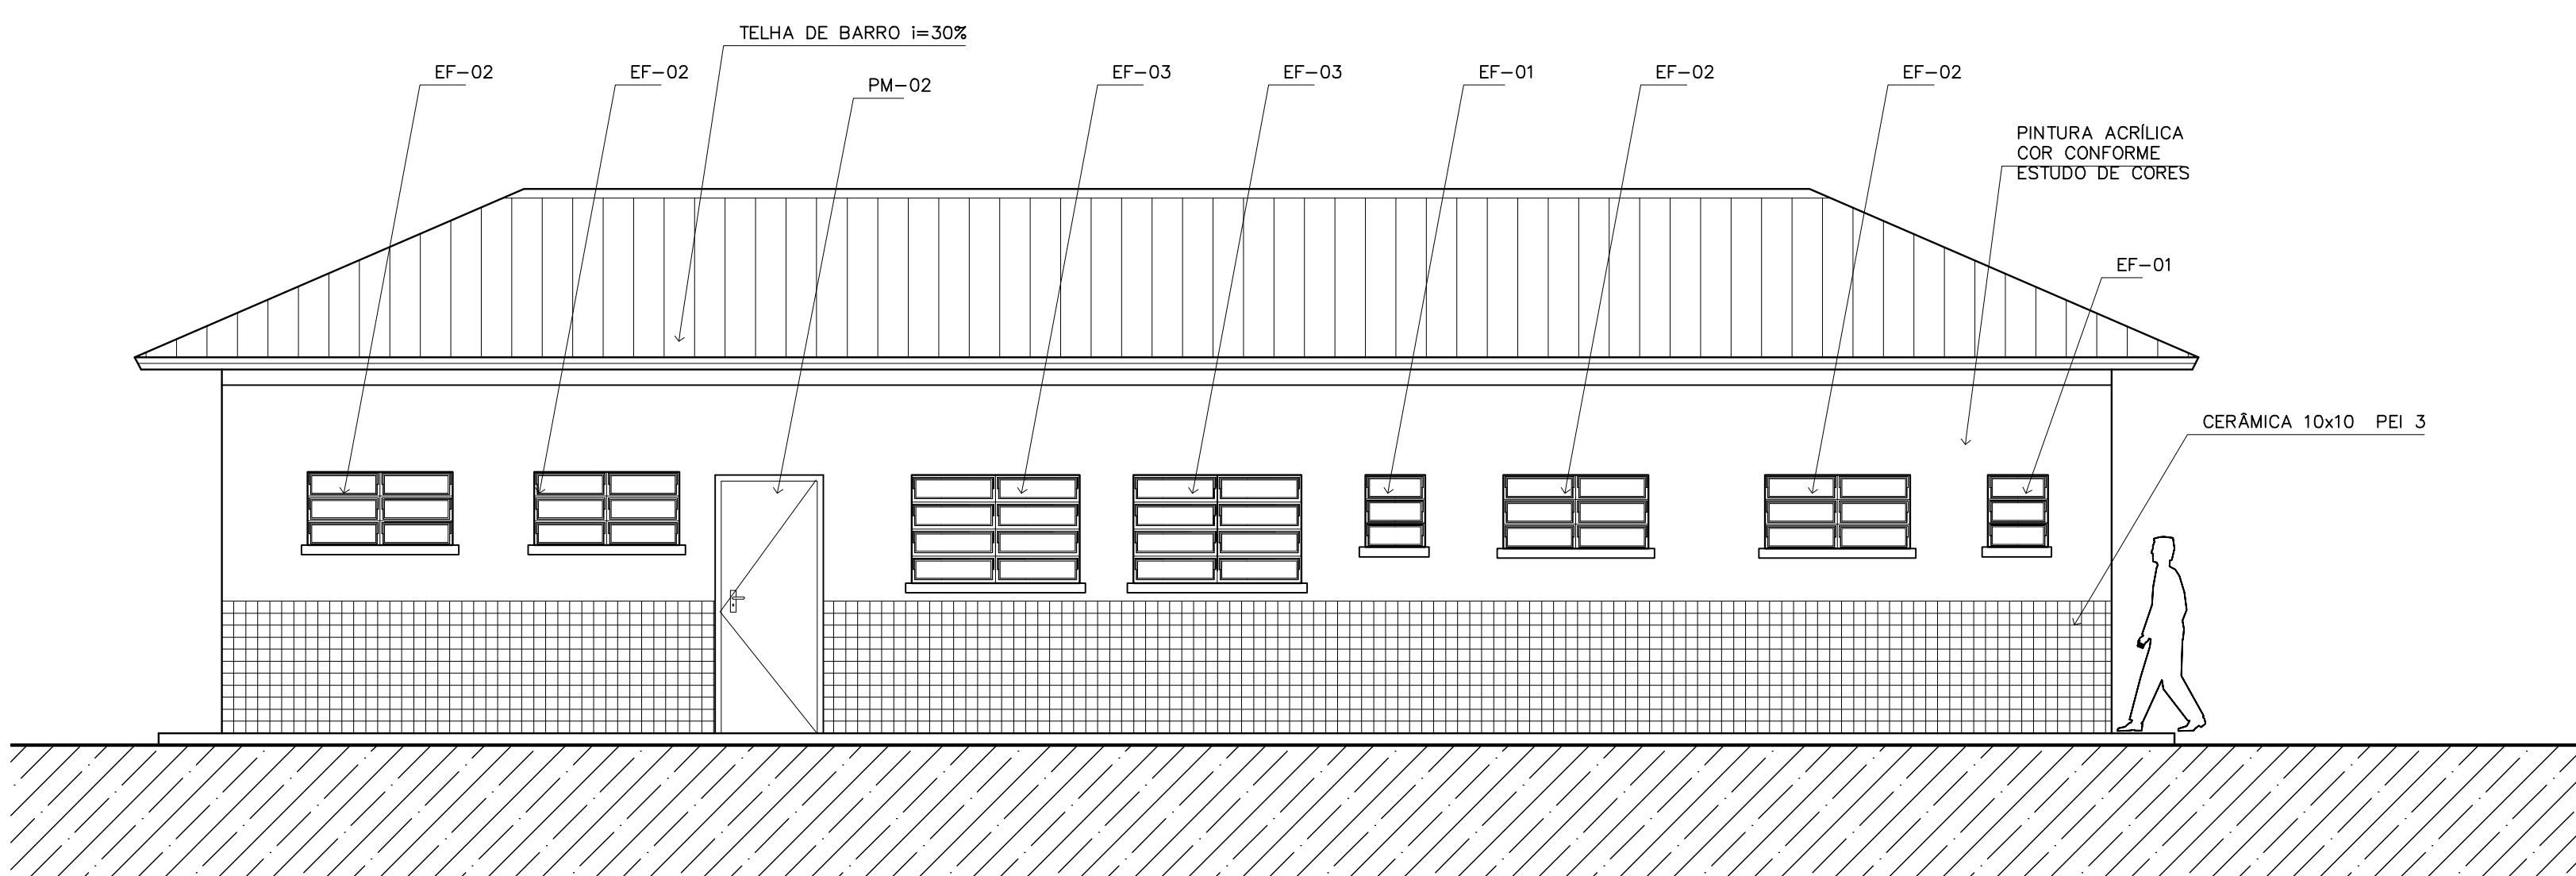 TELHA DE BARRO i=30%
EF-02
EF-02
PM-02
EF-03
EF-03
EF-01
EF-02
EF-02
PINTURA ACRÍLICA
COR CONFORME
ESTUDO DE CORES
EF-01
CERÂMICA 10x10 PEI 3